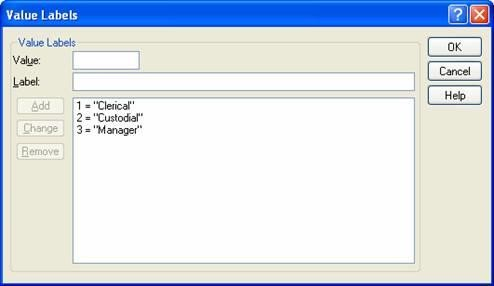 Value Labels
Value Labels
Value:
Label:
Add
Change
Remove
1 = "Clerical"
2 = "Custodial"
3 = "Manager"
OK
Cancel
Help